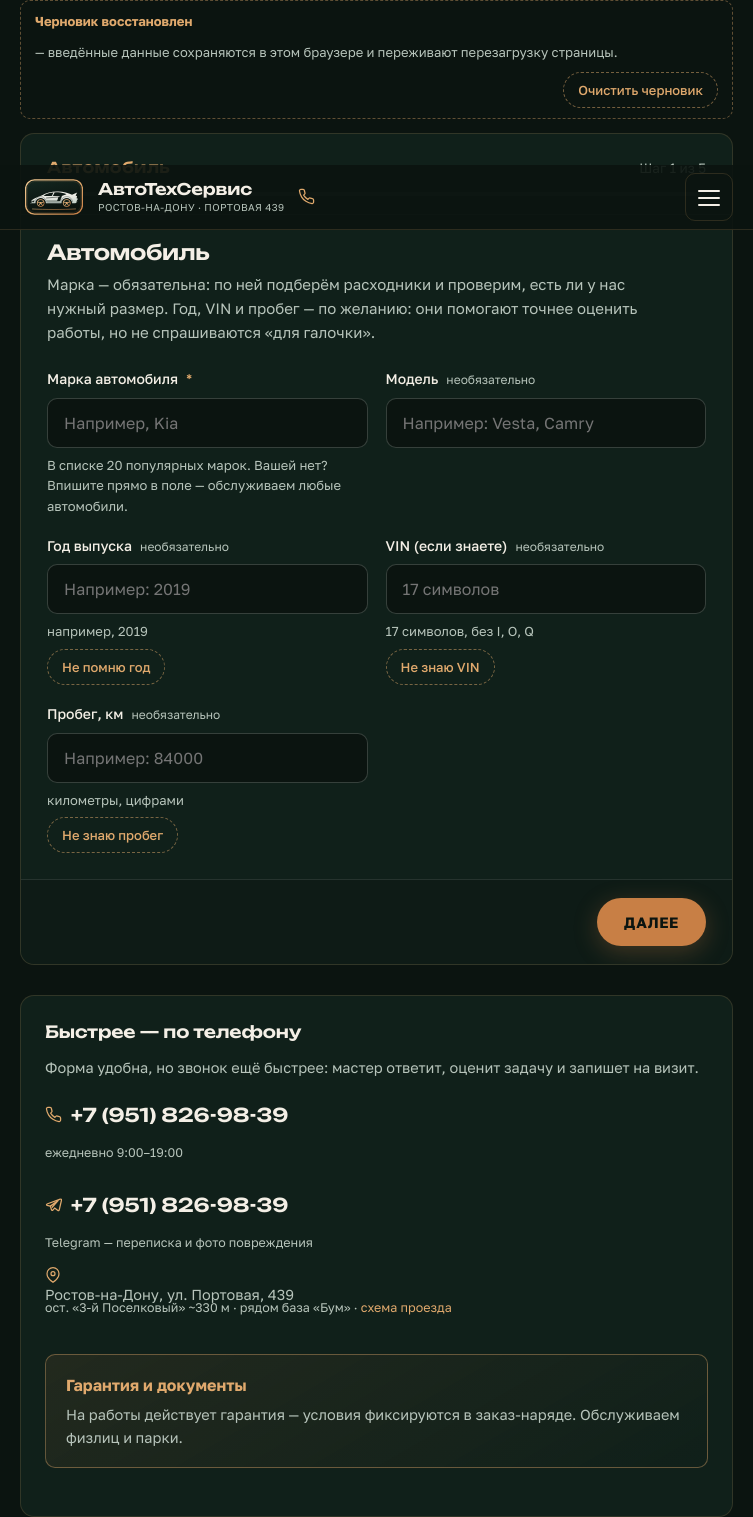 Черновик восстановлен
— введённые данные сохраняются в этом браузере и переживают перезагрузку страницы.
Очистить черновик
Автомобиль
Шаг 1 из 5
АвтоТехСервис
РОСТОВ-НА-ДОНУ · ПОРТОВАЯ 439
Автомобиль
Марка — обязательна: по ней подберём расходники и проверим, есть ли у нас
нужный размер. Год, VIN и пробег — по желанию: они помогают точнее оценить
работы, но не спрашиваются «для галочки».
Марка автомобиля *
Модель необязательно
Например, Kia
Например: Vesta, Camry
В списке 20 популярных марок. Вашей нет?
Впишите прямо в поле — обслуживаем любые
автомобили.
Год выпуска необязательно
VIN (если знаете) необязательно
Например: 2019
17 символов
например, 2019
17 символов, без I, O, Q
Не помню год
Не знаю VIN
Пробег, км необязательно
Например: 84000
километры, цифрами
Не знаю пробег
ДАЛЕЕ
Быстрее — по телефону
Форма удобна, но звонок ещё быстрее: мастер ответит, оценит задачу и запишет на визит.
+7 (951) 826-98-39
ежедневно 9:00–19:00
+7 (951) 826-98-39
Telegram — переписка и фото повреждения
Ростов-на-Дону, ул. Портовая, 439
ост. «3-й Поселковый» ~330 м · рядом база «Бум» · схема проезда
Гарантия и документы
На работы действует гарантия — условия фиксируются в заказ-наряде. Обслуживаем
физлиц и парки.